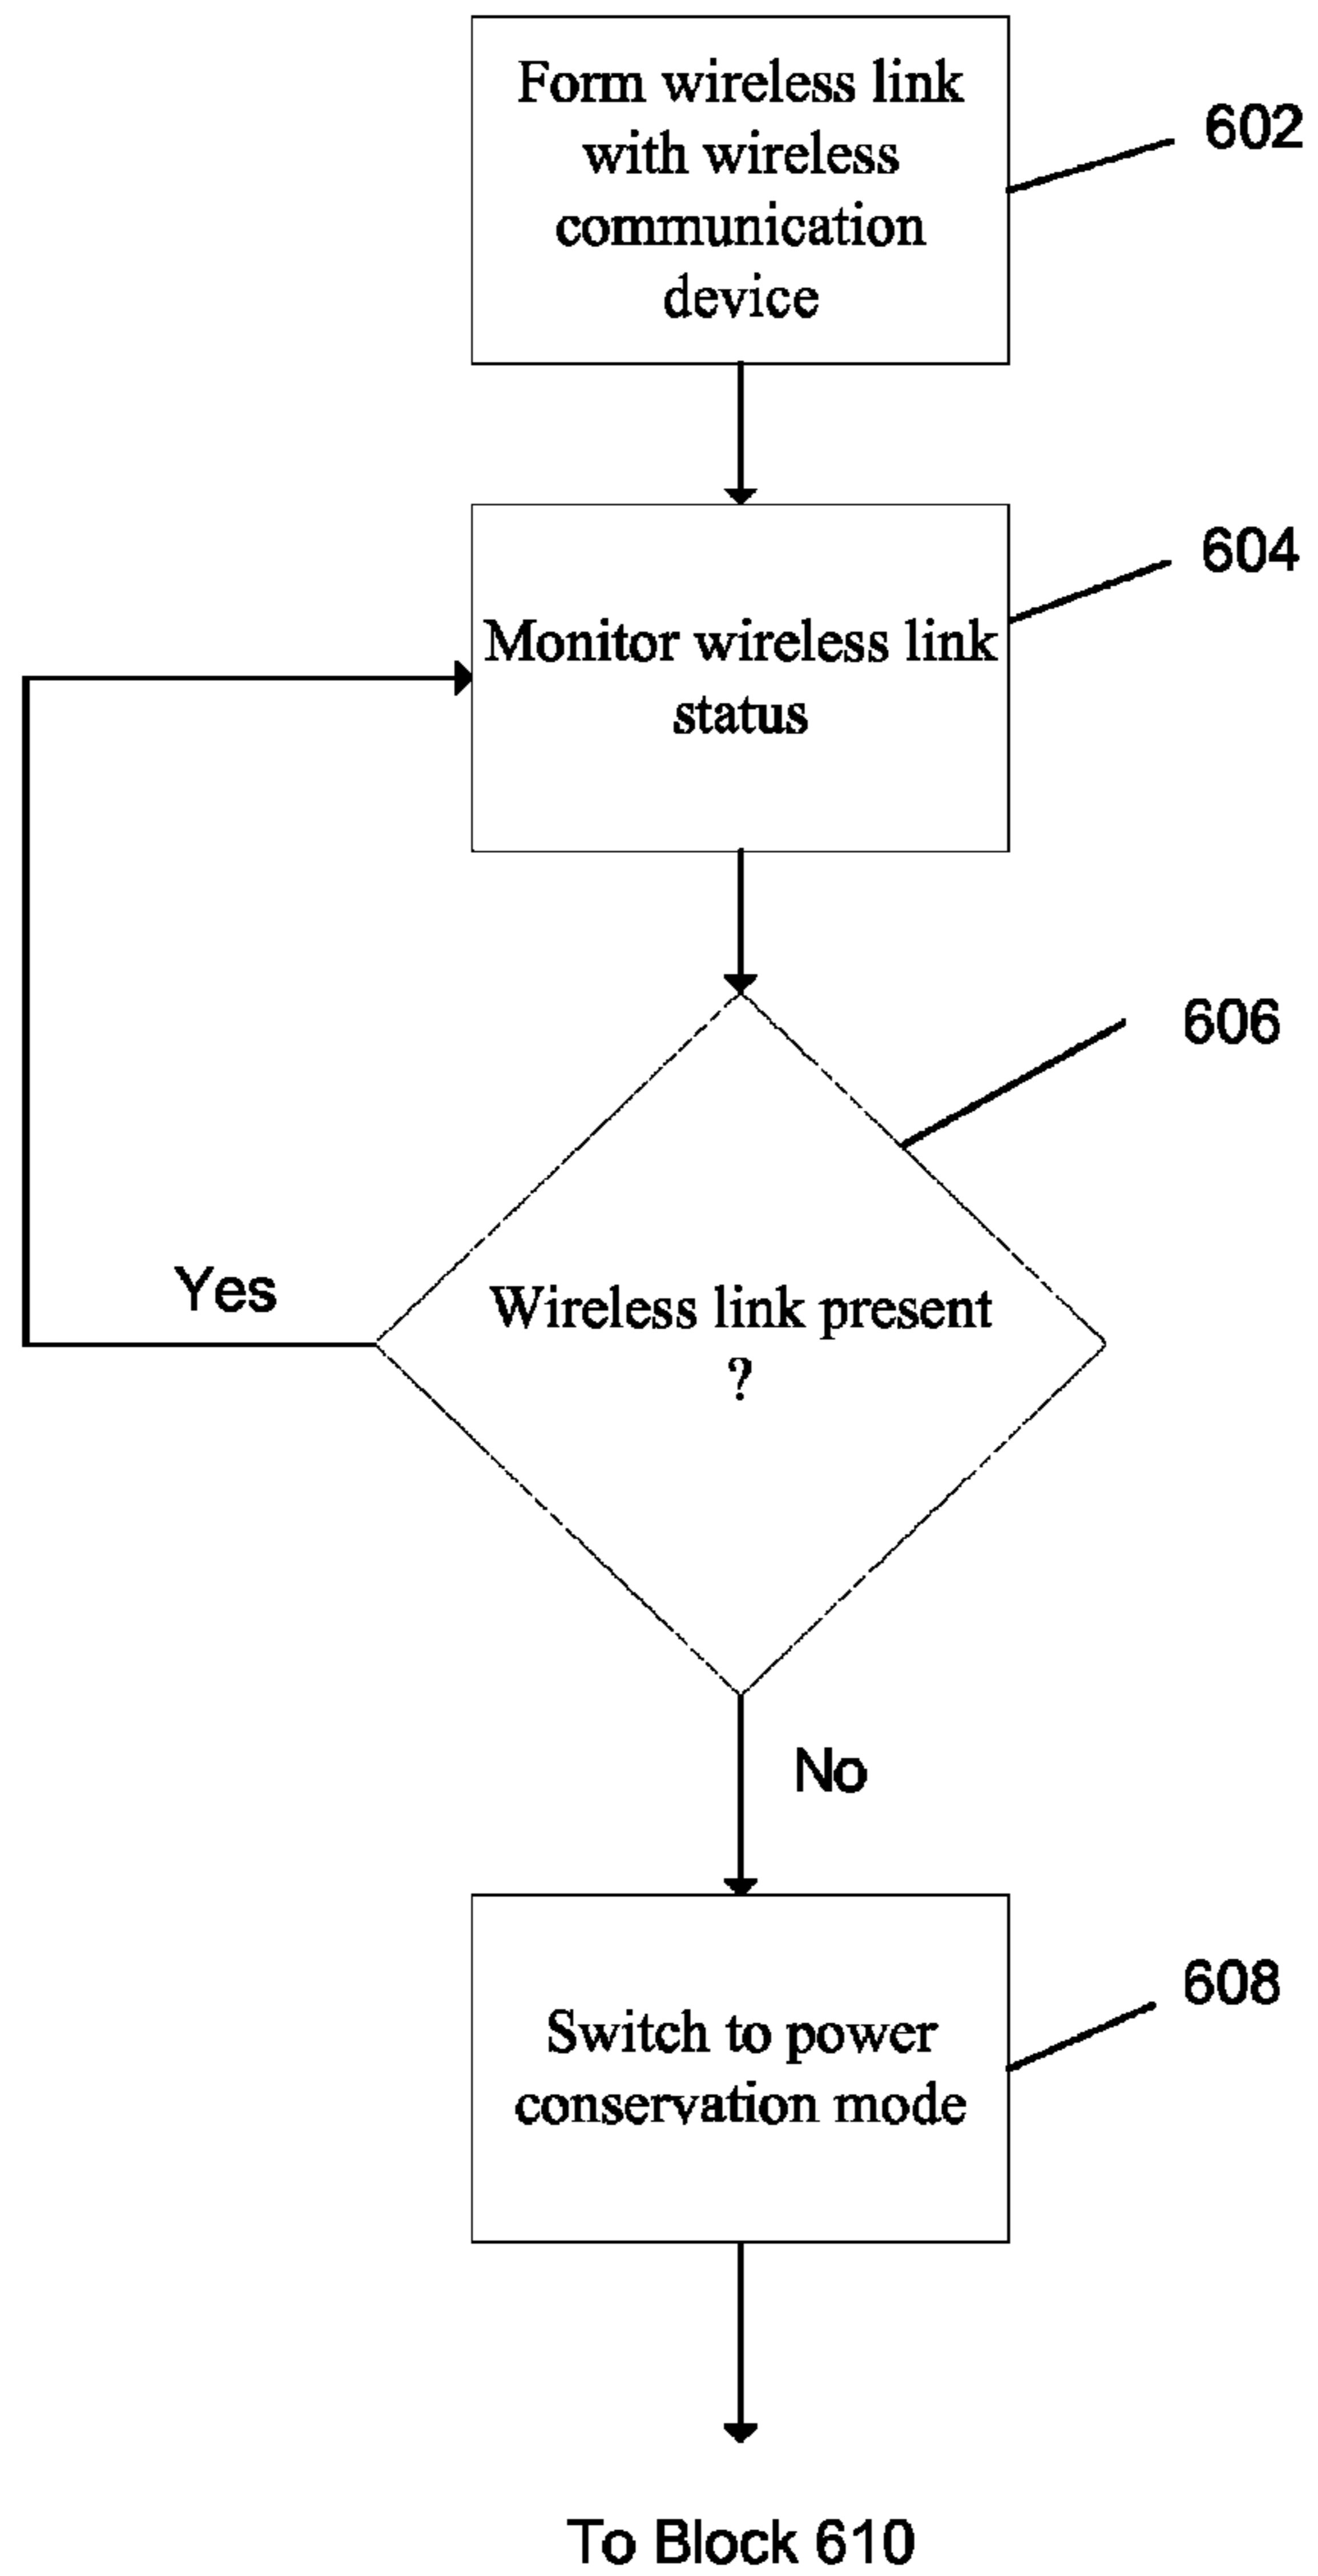 Form wireless link
with wireless
communication
device
602
Monitor wireless link
status
604
606
Wireless link present
?
Yes
No
Switch to power
conservation mode
608
To Block 610